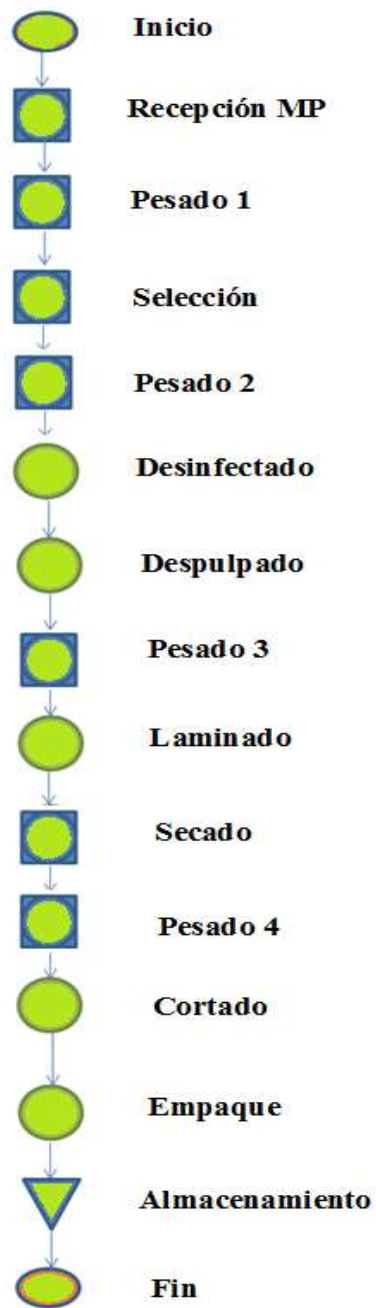 Inicio
Recepción MP
Pesado 1
Selección
Pesado 2
Desinfectado
Despulpado
Pesado 3
Laminado
Secado
Pesado 4
Cortado
Empaque
Almacenamiento
Fin